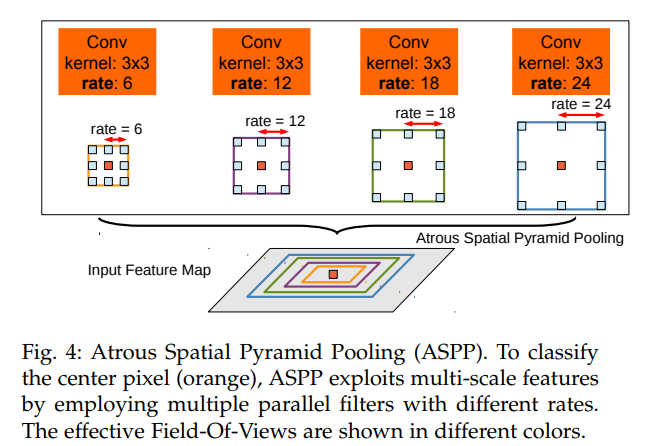 Conv
kernel: 3x3
rate: 6
Conv
kernel: 3x3
rate: 12
Conv
kernel: 3x3
rate: 18
Conv
kernel: 3x3
rate: 24
rate = 6
rate = 12
rate = 18
rate = 24
Atrous Spatial Pyramid Pooling
Input Feature Map
Fig. 4: Atrous Spatial Pyramid Pooling (ASPP). To classify
the center pixel (orange), ASPP exploits multi-scale features
by employing multiple parallel filters with different rates.
The effective Field-Of-Views are shown in different colors.